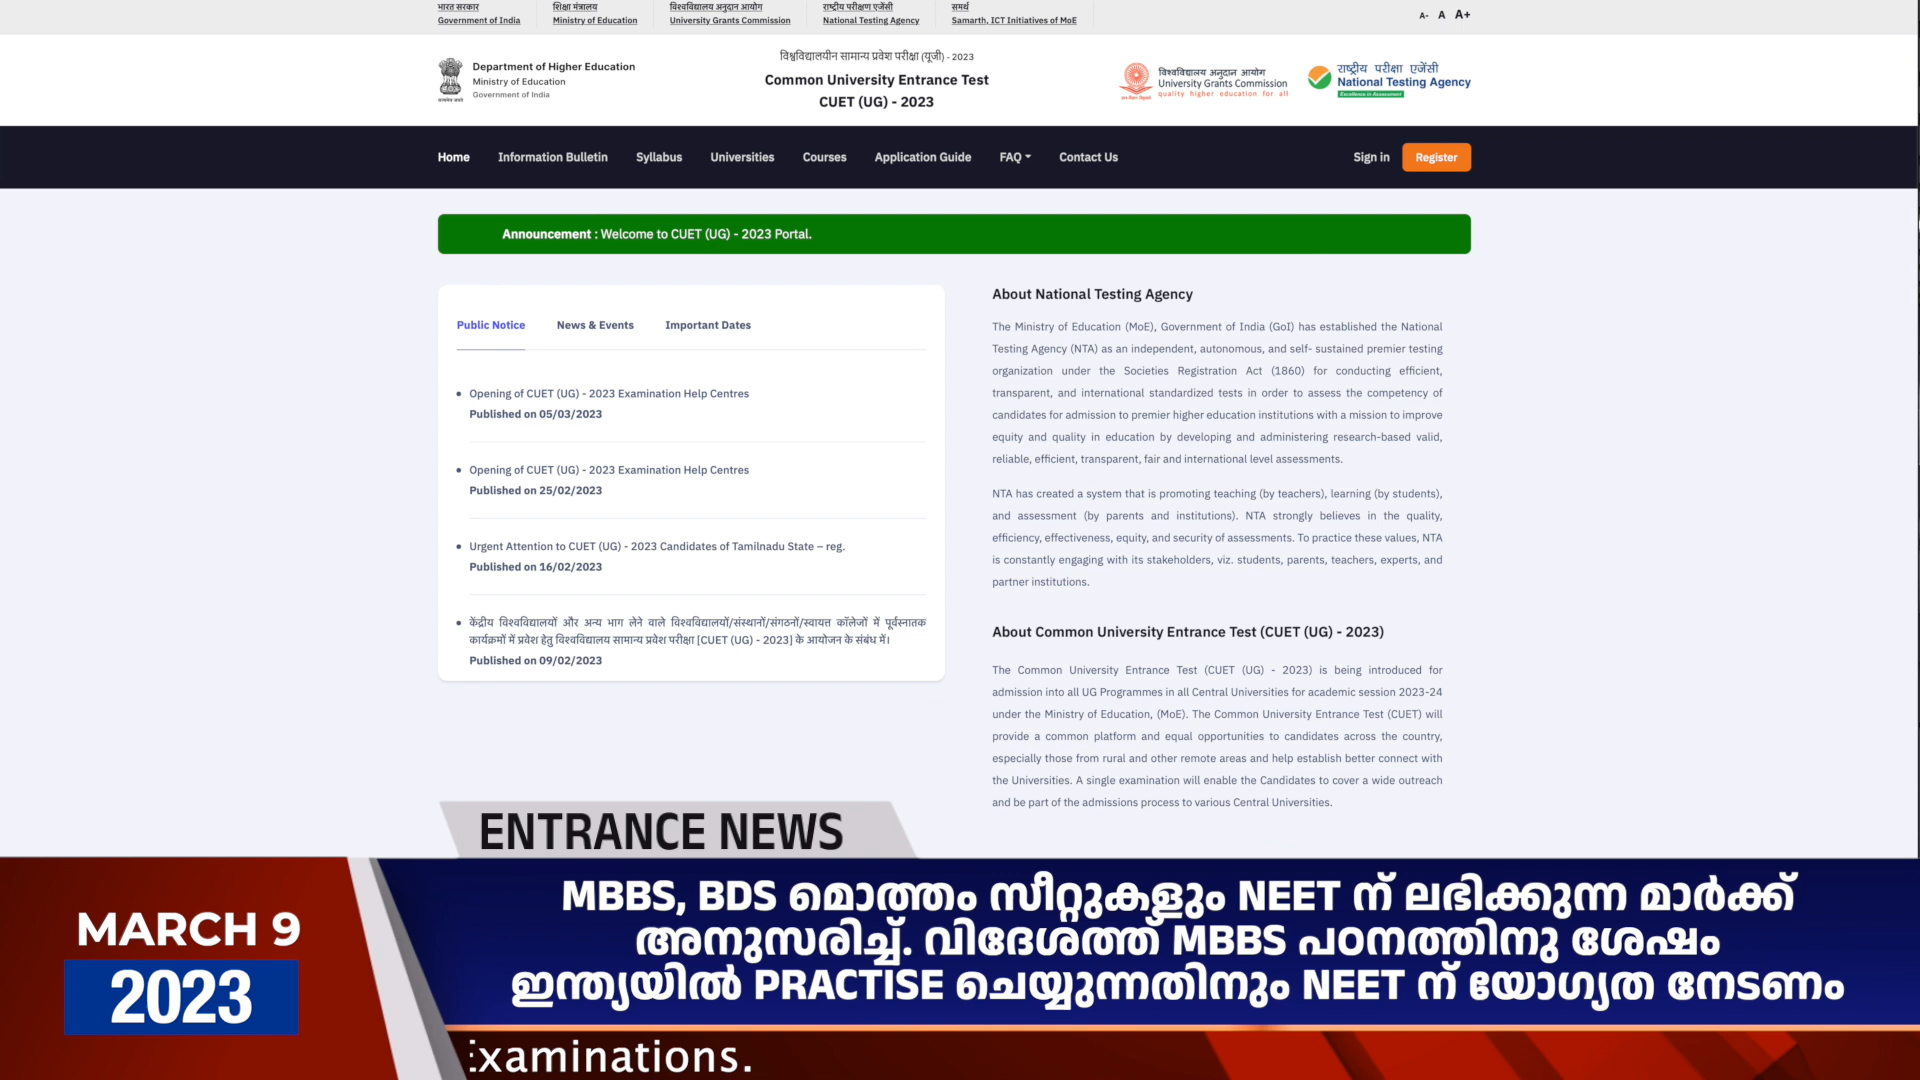 भारत सरकार
Government of India
शिक्षा मंत्रालय
Ministry of Education
विश्वविद्यालय अनुदान आयोग
University Grants Commission
राष्ट्रीय परीक्षण एजेंसी
National Testing Agency
समर्थ
Samarth, ICT Initiatives of MoE
A- A A+
Department of Higher Education
Ministry of Education
Government of India
विश्वविद्यालयीन सामान्य प्रवेश परीक्षा (यूजी) - 2023
Common University Entrance Test
CUET (UG) - 2023
विश्वविद्यालय अनुदान आयोग
University Grants Commission
quality higher education for all
राष्ट्रीय परीक्षा एजेंसी
National Testing Agency
Excellence in Assessment
Home Information Bulletin Syllabus Universities Courses Application Guide FAQ Contact Us Sign in Register
Announcement : Welcome to CUET (UG) - 2023 Portal.
Public Notice News & Events Important Dates
Opening of CUET (UG) - 2023 Examination Help Centres
Published on 05/03/2023
Opening of CUET (UG) - 2023 Examination Help Centres
Published on 25/02/2023
Urgent Attention to CUET (UG) - 2023 Candidates of Tamilnadu State – reg.
Published on 16/02/2023
केंद्रीय विश्वविद्यालयों और अन्य भाग लेने वाले विश्वविद्यालयों/संस्थानों/संगठनों/स्वायत्त कॉलेजों में पूर्वस्नातक
कार्यक्रमों में प्रवेश हेतु विश्वविद्यालय सामान्य प्रवेश परीक्षा [CUET (UG) - 2023] के आयोजन के संबंध में।
Published on 09/02/2023
About National Testing Agency
The Ministry of Education (MoE), Government of India (GoI) has established the National
Testing Agency (NTA) as an independent, autonomous, and self- sustained premier testing
organization under the Societies Registration Act (1860) for conducting efficient,
transparent, and international standardized tests in order to assess the competency of
candidates for admission to premier higher education institutions with a mission to improve
equity and quality in education by developing and administering research-based valid,
reliable, efficient, transparent, fair and international level assessments.
NTA has created a system that is promoting teaching (by teachers), learning (by students),
and assessment (by parents and institutions). NTA strongly believes in the quality,
efficiency, effectiveness, equity, and security of assessments. To practice these values, NTA
is constantly engaging with its stakeholders, viz. students, parents, teachers, experts, and
partner institutions.
About Common University Entrance Test (CUET (UG) - 2023)
The Common University Entrance Test (CUET (UG) - 2023) is being introduced for
admission into all UG Programmes in all Central Universities for academic session 2023-24
under the Ministry of Education, (MoE). The Common University Entrance Test (CUET) will
provide a common platform and equal opportunities to candidates across the country,
especially those from rural and other remote areas and help establish better connect with
the Universities. A single examination will enable the Candidates to cover a wide outreach
and be part of the admissions process to various Central Universities.
ENTRANCE NEWS
MARCH 9
2023
MBBS, BDS മൊത്തം സീറ്റുകളും NEET ന് ലഭിക്കുന്ന മാർക്ക്
അനുസരിച്ച്. വിദേശത്ത് MBBS പഠനത്തിനു ശേഷം
ഇന്ത്യയിൽ PRACTISE ചെയ്യുന്നതിനും NEET ന് യോഗ്യത നേടണം
Examinations.